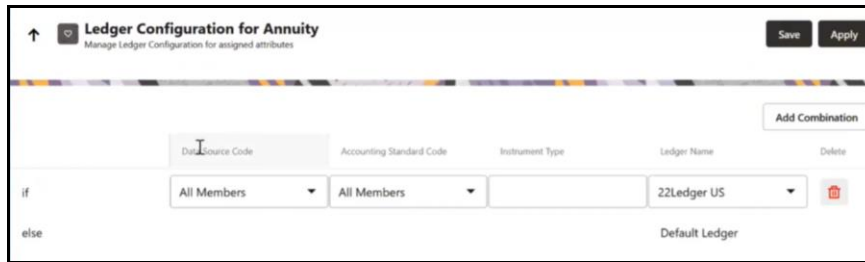 Ledger Configuration for Annuity
Manage Ledger Configuration for assigned attributes
Save Apply
Add Combination
Data Source Code Accounting Standard Code Instrument Type Ledger Name Delete
if All Members All Members 22Ledger US
else Default Ledger